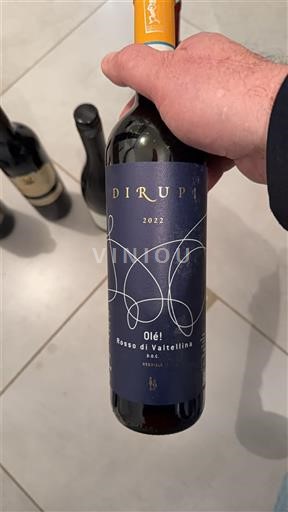 DIRUPI
2022
VINIOU
Olé!
Rosso di Valtellina
D.O.C.